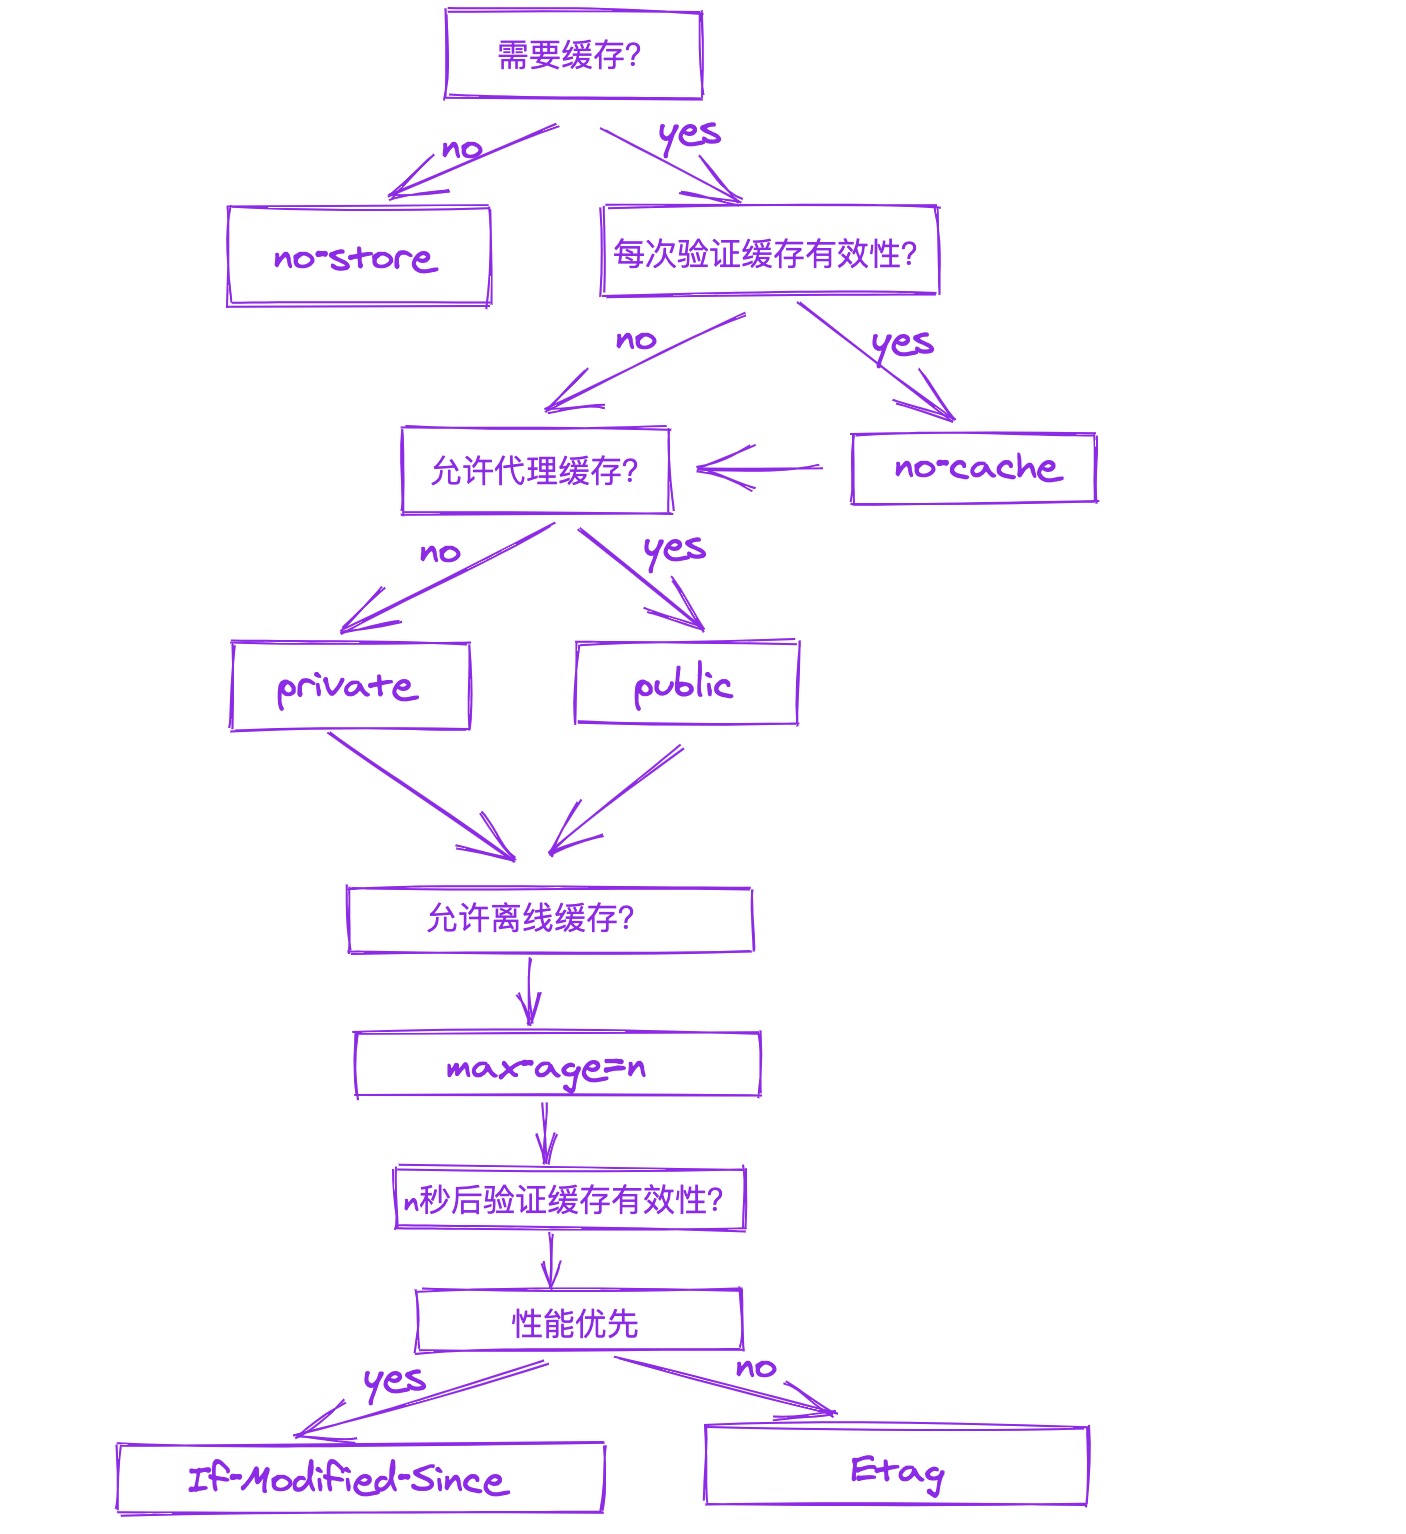 需要缓存?
no
yes
no-store
每次验证缓存有效性?
no
yes
允许代理缓存?
no-cache
no
yes
private
public
允许离线缓存?
max-age=n
n秒后验证缓存有效性?
性能优先
yes
no
If-Modified-Since
Etag